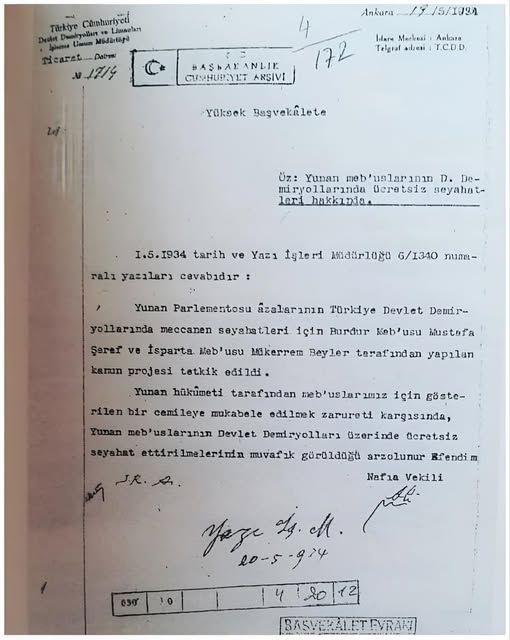 Türkiye Cümhuriyeti
Devlet Demiryolları ve Limanları
İşletme Umum Müdürlüğü
Ticaret Dairesi
№ 1714
4
172
Ankara 19/5/1934
İdare Merkezi : Ankara
Telgraf adresi : T.C.D.D.
BAŞBAKANLIK
CUMHURİYET ARŞİVİ
Yüksek Başvekâlete
Öz: Yunan meb'uslarının D. De-
miryollarında ücretsiz seyahat-
leri hakkında.
1.5.1934 tarih ve Yazı İşleri Müdürlüğü 6/1340 numa-
ralı yazıları cevabıdır :
Yunan Parlementosu âzalarının Türkiye Devlet Demir-
yollarında meccanen seyahatleri için Burdur Meb'usu Mustafa
Şeref ve İsparta Meb'usu Mükerrem Beyler tarafından yapılan
kanun projesi tetkik edildi.
Yunan hükûmeti tarafından meb'uslarımız için göste-
rilen bir cemileye mukabele edilmek zarureti karşısında,
Yunan meb'uslarının Devlet Demiryolları üzerinde ücretsiz
seyahat ettirilmelerinin muvafık görüldüğü arzolunur Efendim
Nafıa Vekili
Yazı İş. M.
20-5-934
030 10 4 20 12
BAŞVEKÂLET EVRAKI